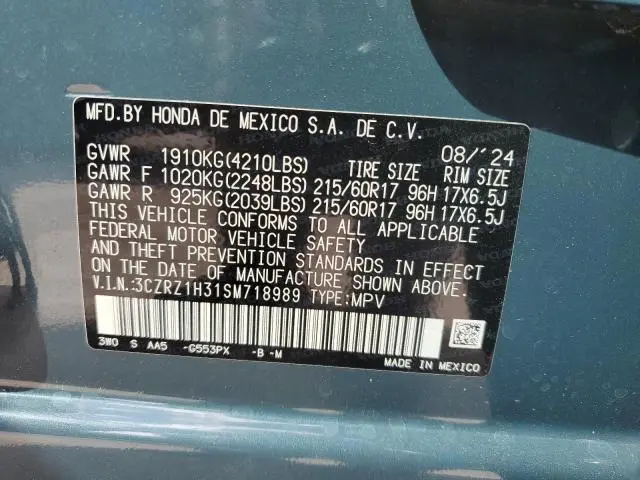 MFD.BY HONDA DE MEXICO S.A. DE C.V.
08/'24
GVWR 1910KG(4210LBS) TIRE SIZE RIM SIZE
GAWR F 1020KG(2248LBS) 215/60R17 96H 17X6.5J
GAWR R 925KG(2039LBS) 215/60R17 96H 17X6.5J
THIS VEHICLE CONFORMS TO ALL APPLICABLE
FEDERAL MOTOR VEHICLE SAFETY
AND THEFT PREVENTION STANDARDS IN EFFECT
ON THE DATE OF MANUFACTURE SHOWN ABOVE.
V.I.N.:3CZRZ1H31SM718989 TYPE:MPV
3W0 S AA5 -G553PX -B -M
MADE IN MEXICO